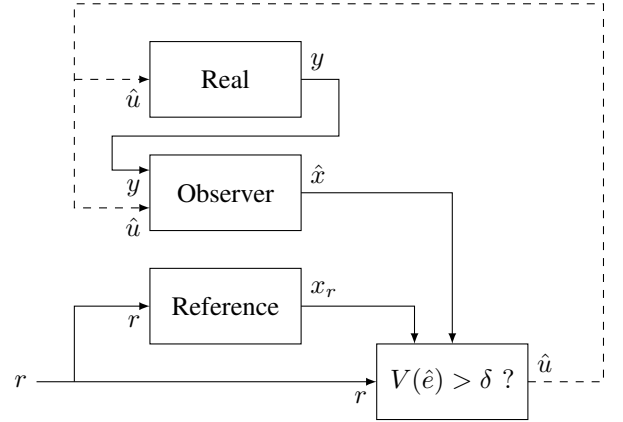 y
Real
û
y
Observer
x̂
û
Reference
x_r
r
r
V(ê) > δ ?
û
r